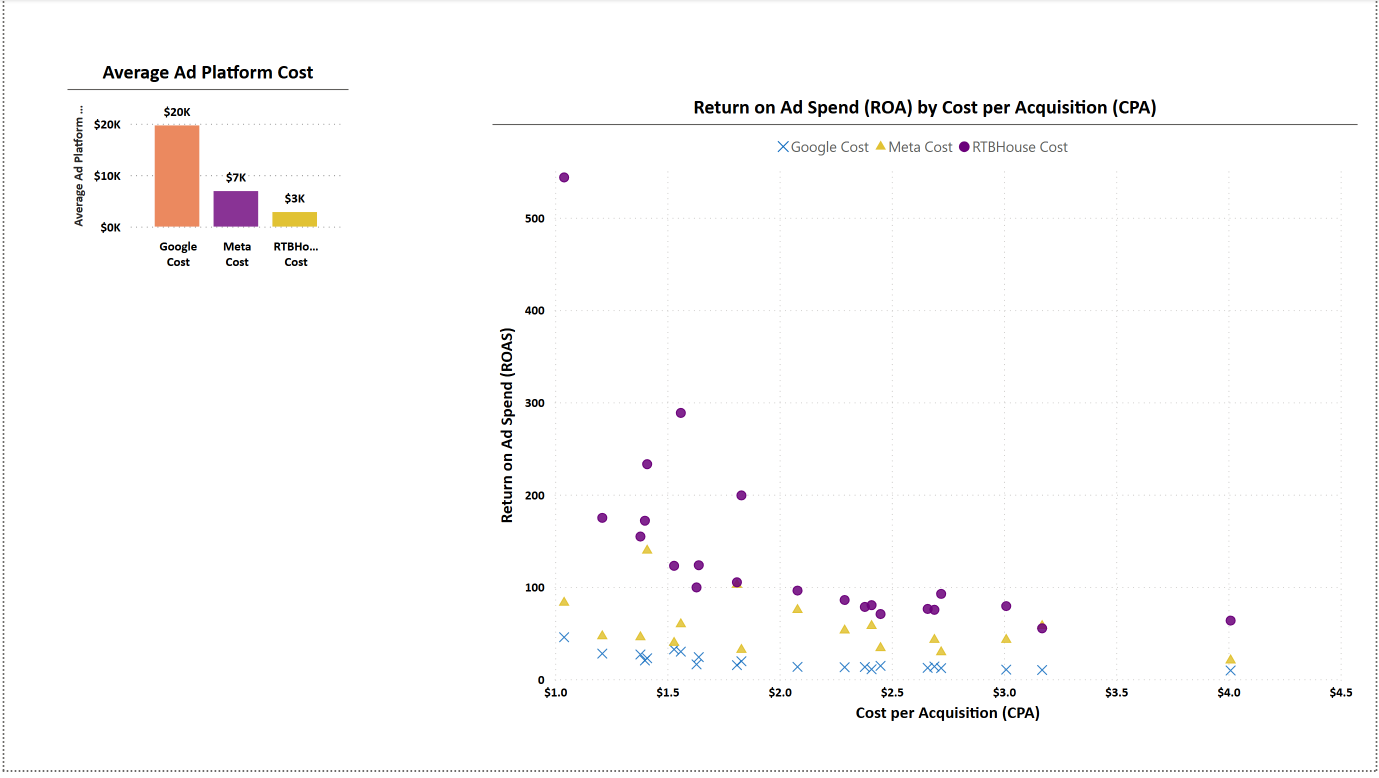 Average Ad Platform Cost
Average Ad Platform ...
$20K
$10K
$0K
$20K
$7K
$3K
Google Cost
Meta Cost
RTBHo... Cost
Return on Ad Spend (ROA) by Cost per Acquisition (CPA)
Google Cost Meta Cost RTBHouse Cost
Return on Ad Spend (ROAS)
500
400
300
200
100
0
$1.0 $1.5 $2.0 $2.5 $3.0 $3.5 $4.0 $4.5
Cost per Acquisition (CPA)